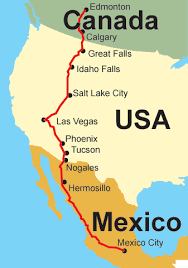 Edmonton
Canada
Calgary
Great Falls
Idaho Falls
Salt Lake City
USA
Las Vegas
Phoenix
Tucson
Nogales
Hermosillo
Mexico
Mexico City